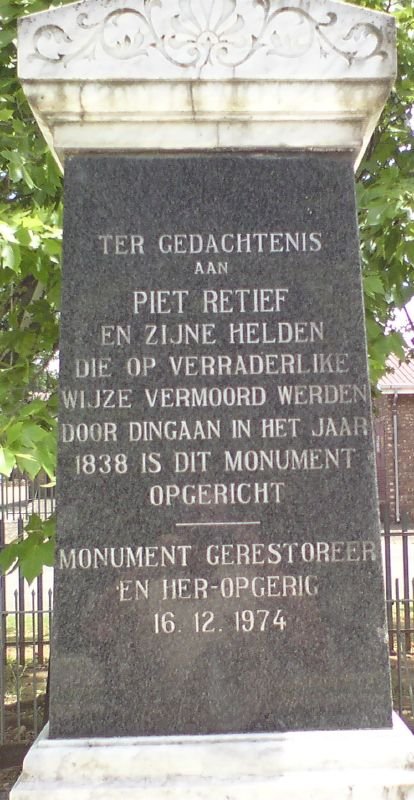 TER GEDACHTENIS
AAN
PIET RETIEF
EN ZIJNE HELDEN
DIE OP VERRADERLIKE
WIJZE VERMOORD WERDEN
DOOR DINGAAN IN HET JAAR
1838 IS DIT MONUMENT
OPGERICHT
MONUMENT GERESTOREER
EN HER-OPGERIG
16. 12. 1974